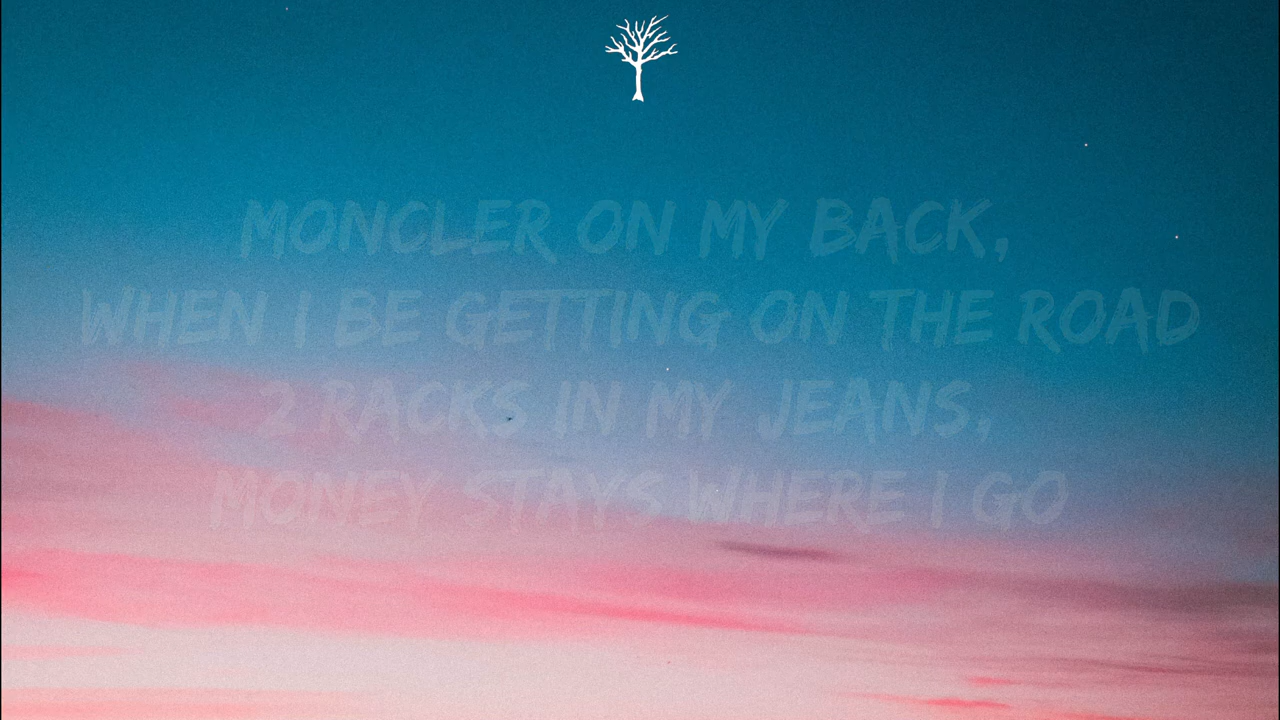 MONCLER ON MY BACK,
WHEN I BE GETTING ON THE ROAD
2 RACKS IN MY JEANS,
MONEY STAYS WHERE I GO